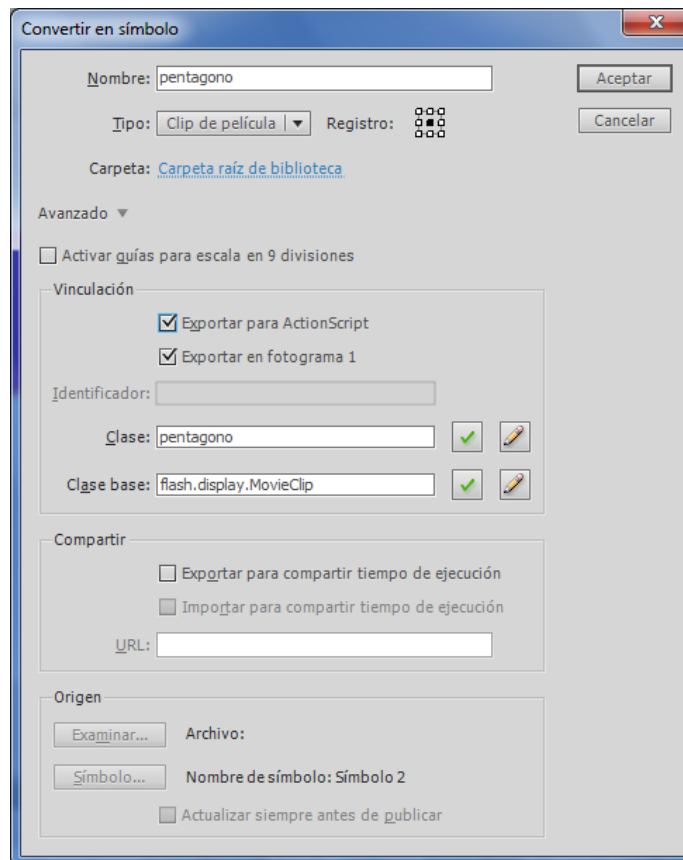 Convertir en símbolo
Nombre: pentagono
Aceptar
Tipo: Clip de película Registro:
Cancelar
Carpeta: Carpeta raíz de biblioteca
Avanzado
Activar guías para escala en 9 divisiones
Vinculación
Exportar para ActionScript
Exportar en fotograma 1
Identificador:
Clase: pentagono
Clase base: flash.display.MovieClip
Compartir
Exportar para compartir tiempo de ejecución
Importar para compartir tiempo de ejecución
URL:
Origen
Examinar... Archivo:
Símbolo... Nombre de símbolo: Símbolo 2
Actualizar siempre antes de publicar